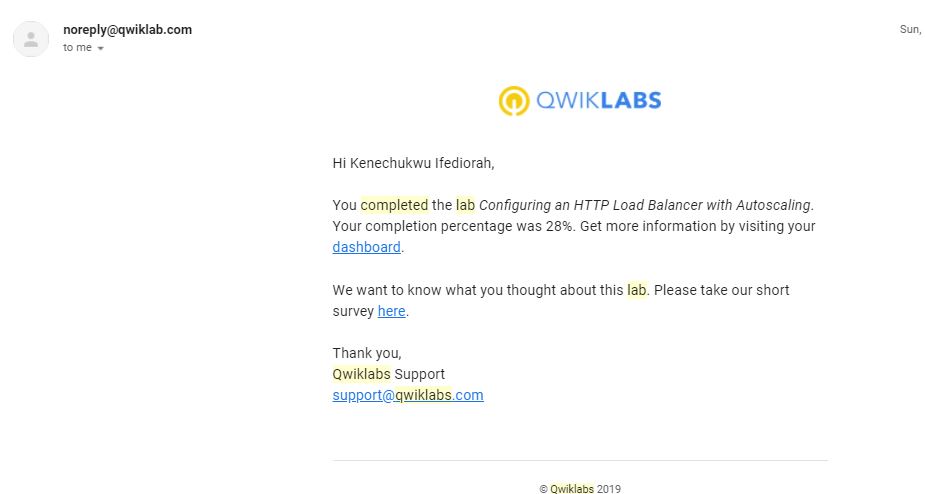 noreply@qwiklab.com
Sun,
to me
QWIKLABS
Hi Kenechukwu Ifediorah,
You completed the lab Configuring an HTTP Load Balancer with Autoscaling.
Your completion percentage was 28%. Get more information by visiting your
dashboard.
We want to know what you thought about this lab. Please take our short
survey here.
Thank you,
Qwiklabs Support
support@qwiklabs.com
© Qwiklabs 2019